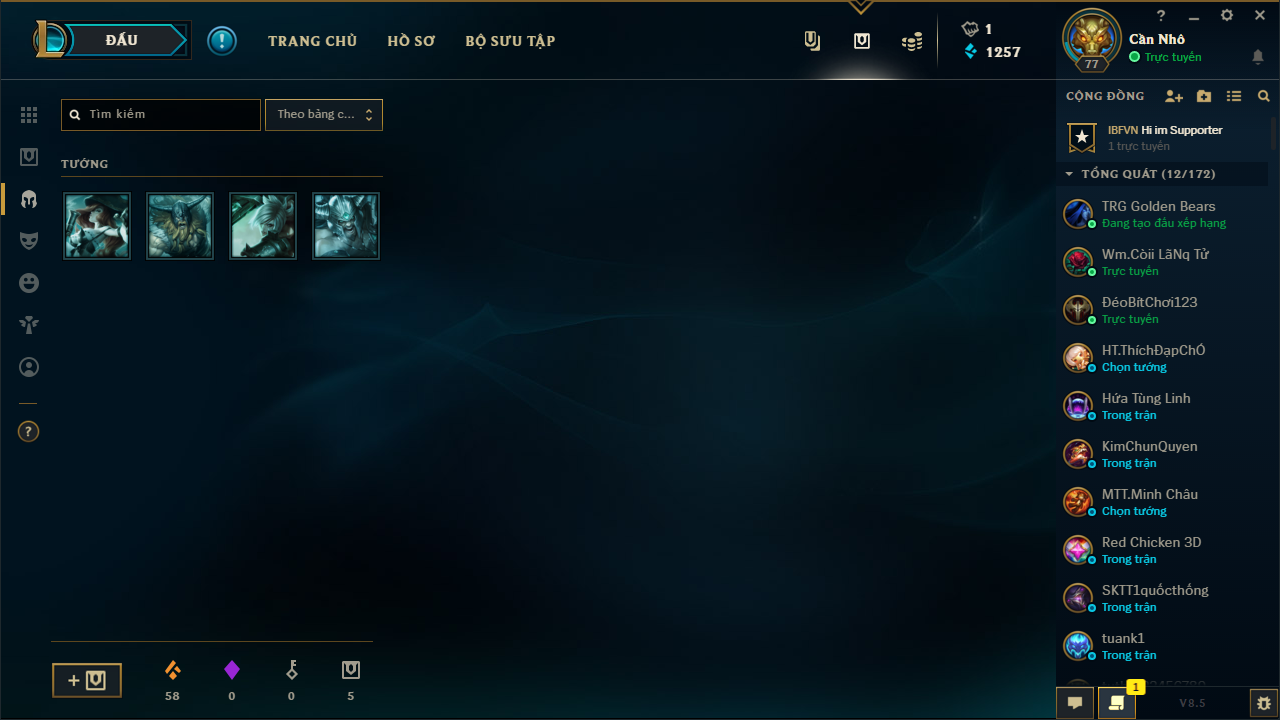 ĐẤU
TRANG CHỦ
HỒ SƠ
BỘ SƯU TẬP
1
1257
77
?
Cần Nhô
Trực tuyến
Tìm kiếm
Theo bảng c...
TƯỚNG
?
58
0
0
5
CỘNG ĐỒNG
IBFVN Hi im Supporter
1 trực tuyến
TỔNG QUÁT (12/172)
TRG Golden Bears
Đang tạo đấu xếp hạng
Wm.Còii LãNq Tử
Trực tuyến
ĐéoBítChơi123
Trực tuyến
HT.ThíchĐạpChÓ
Chọn tướng
Hứa Tùng Linh
Trong trận
KimChunQuyen
Trong trận
MTT.Minh Châu
Chọn tướng
Red Chicken 3D
Trong trận
SKTT1quốcthống
Trong trận
tuank1
Trong trận
1
V8.5